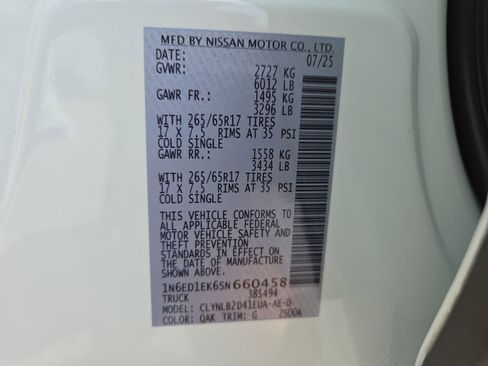 MFD BY NISSAN MOTOR CO., LTD.
DATE: 07/25
GVWR: 2727 KG
6012 LB
GAWR FR.: 1495 KG
3296 LB
WITH 265/65R17 TIRES
17 X 7.5 RIMS AT 35 PSI
COLD SINGLE
GAWR RR.: 1558 KG
3434 LB
WITH 265/65R17 TIRES
17 X 7.5 RIMS AT 35 PSI
COLD SINGLE
THIS VEHICLE CONFORMS TO
ALL APPLICABLE FEDERAL
MOTOR VEHICLE SAFETY AND
THEFT PREVENTION
STANDARDS IN EFFECT ON
THE DATE OF MANUFACTURE
SHOWN ABOVE.
1N6ED1EK6SN660458
TRUCK 38S494
MODEL: CLYNLB2D41EUA-AE-D
COLOR: QAK TRIM: G 2S00A